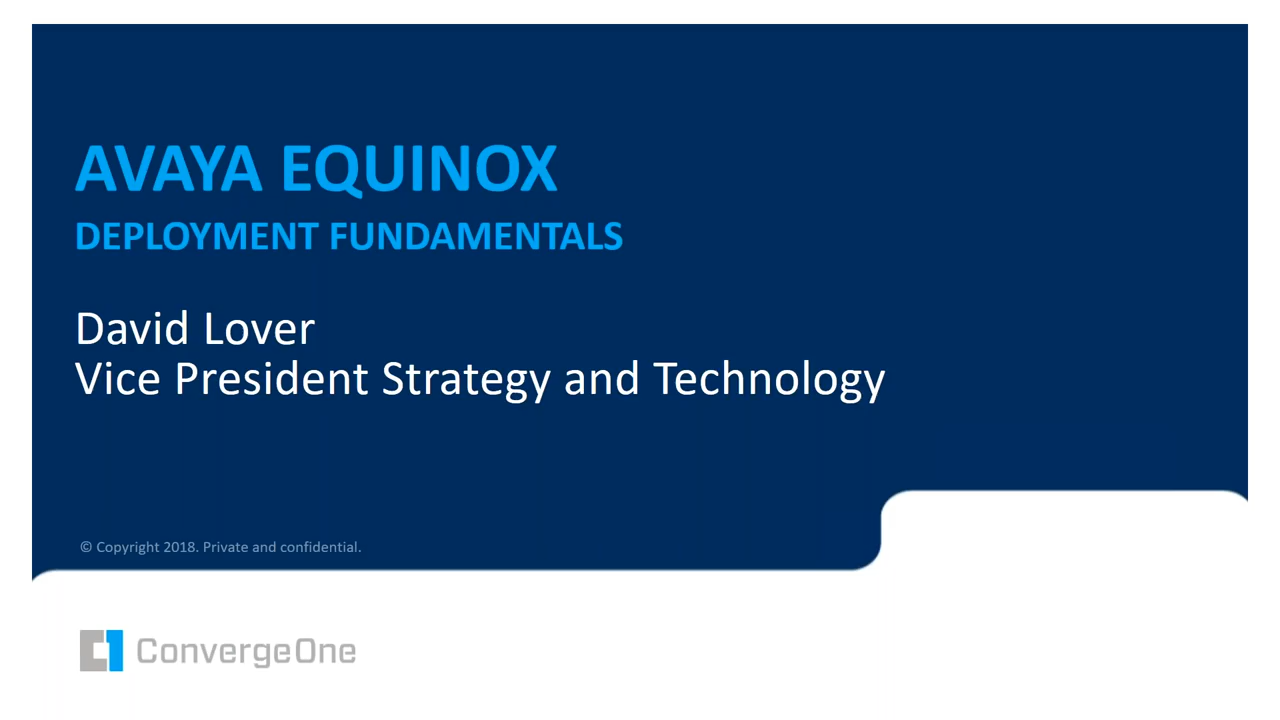 AVAYA EQUINOX
DEPLOYMENT FUNDAMENTALS
David Lover
Vice President Strategy and Technology
© Copyright 2018. Private and confidential.
ConvergeOne